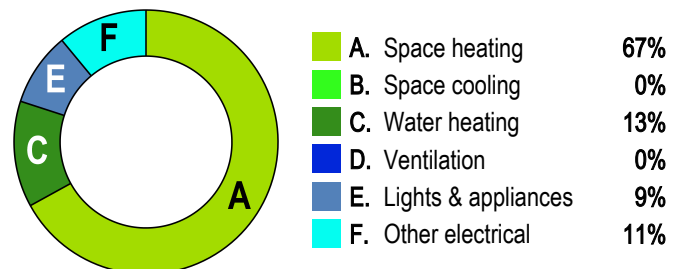 F
E
C
A
A. Space heating 67%
B. Space cooling 0%
C. Water heating 13%
D. Ventilation 0%
E. Lights & appliances 9%
F. Other electrical 11%